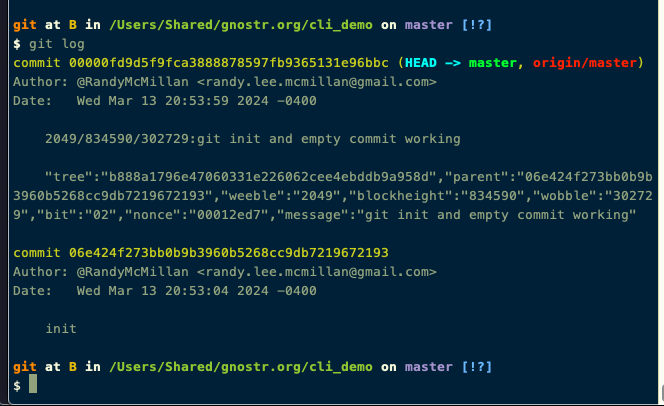 git at B in /Users/Shared/gnostr.org/cli_demo on master [!?]
$ git log
commit 00000fd9d5f9fca3888878597fb9365131e96bbc (HEAD -> master, origin/master)
Author: @RandyMcMillan <randy.lee.mcmillan@gmail.com>
Date:   Wed Mar 13 20:53:59 2024 -0400
2049/834590/302729:git init and empty commit working
"tree":"b888a1796e47060331e226062cee4ebddb9a958d","parent":"06e424f273bb0b9b
3960b5268cc9db7219672193","weeble":"2049","blockheight":"834590","wobble":"30272
9","bit":"02","nonce":"00012ed7","message":"git init and empty commit working"
commit 06e424f273bb0b9b3960b5268cc9db7219672193
Author: @RandyMcMillan <randy.lee.mcmillan@gmail.com>
Date:   Wed Mar 13 20:53:04 2024 -0400
init
git at B in /Users/Shared/gnostr.org/cli_demo on master [!?]
$